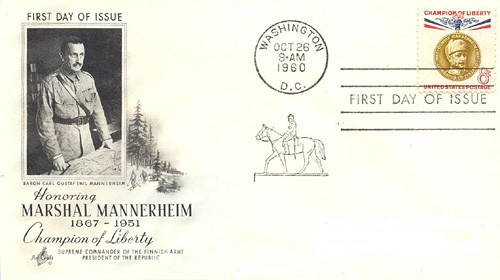 FIRST DAY OF ISSUE
BARON CARL GUSTAF EMIL MANNERHEIM
Honoring
MARSHAL MANNERHEIM
1867 - 1951
Champion of Liberty
SUPREME COMMANDER OF THE FINNISH ARMY
PRESIDENT OF THE REPUBLIC
ArtCraft
WASHINGTON
OCT 26
9-AM
1960
D.C.
CHAMPION OF LIBERTY
8¢
UNITED STATES POSTAGE
FIRST DAY OF ISSUE